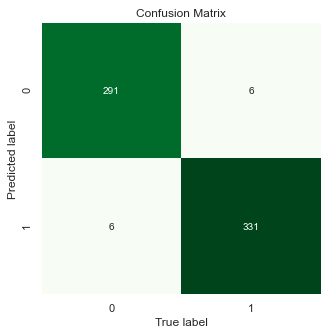 Confusion Matrix
Predicted label
0
291
6
1
6
331
0
1
True label